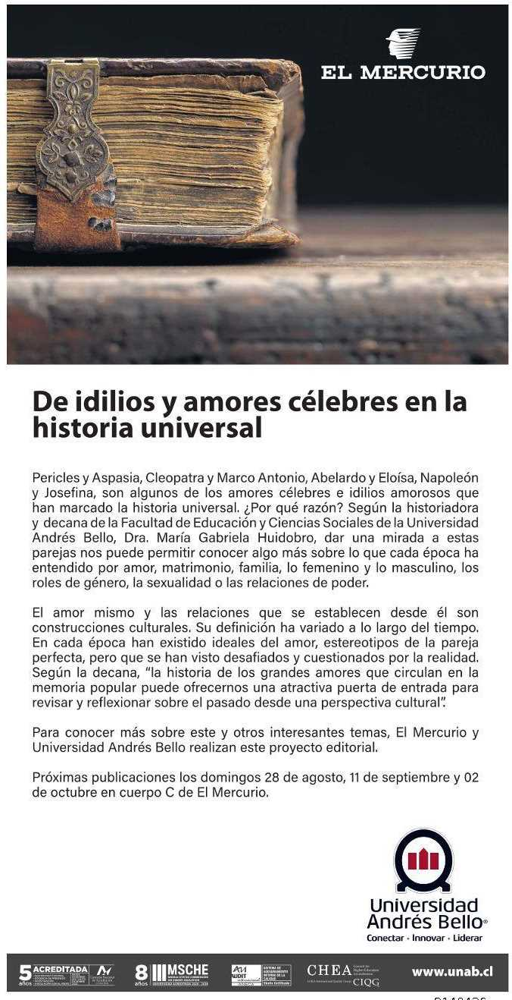 EL MERCURIO
De idilios y amores célebres en la
historia universal
Pericles y Aspasia, Cleopatra y Marco Antonio, Abelardo y Eloísa, Napoleón
y Josefina, son algunos de los amores célebres e idilios amorosos que
han marcado la historia universal. ¿Por qué razón? Según la historiadora
y decana de la Facultad de Educación y Ciencias Sociales de la Universidad
Andrés Bello, Dra. María Gabriela Huidobro, dar una mirada a estas
parejas nos puede permitir conocer algo más sobre lo que cada época ha
entendido por amor, matrimonio, familia, lo femenino y lo masculino, los
roles de género, la sexualidad o las relaciones de poder.
El amor mismo y las relaciones que se establecen desde él son
construcciones culturales. Su definición ha variado a lo largo del tiempo.
En cada época han existido ideales del amor, estereotipos de la pareja
perfecta, pero que se han visto desafiados y cuestionados por la realidad.
Según la decana, “la historia de los grandes amores que circulan en la
memoria popular puede ofrecernos una atractiva puerta de entrada para
revisar y reflexionar sobre el pasado desde una perspectiva cultural”.
Para conocer más sobre este y otros interesantes temas, El Mercurio y
Universidad Andrés Bello realizan este proyecto editorial.
Próximas publicaciones los domingos 28 de agosto, 11 de septiembre y 02
de octubre en cuerpo C de El Mercurio.
Universidad
Andrés Bello®
Conectar · Innovar · Liderar
5 años ACREDITADA
8 años MSCHE
AUDIT
CHEA
CIQG
www.unab.cl